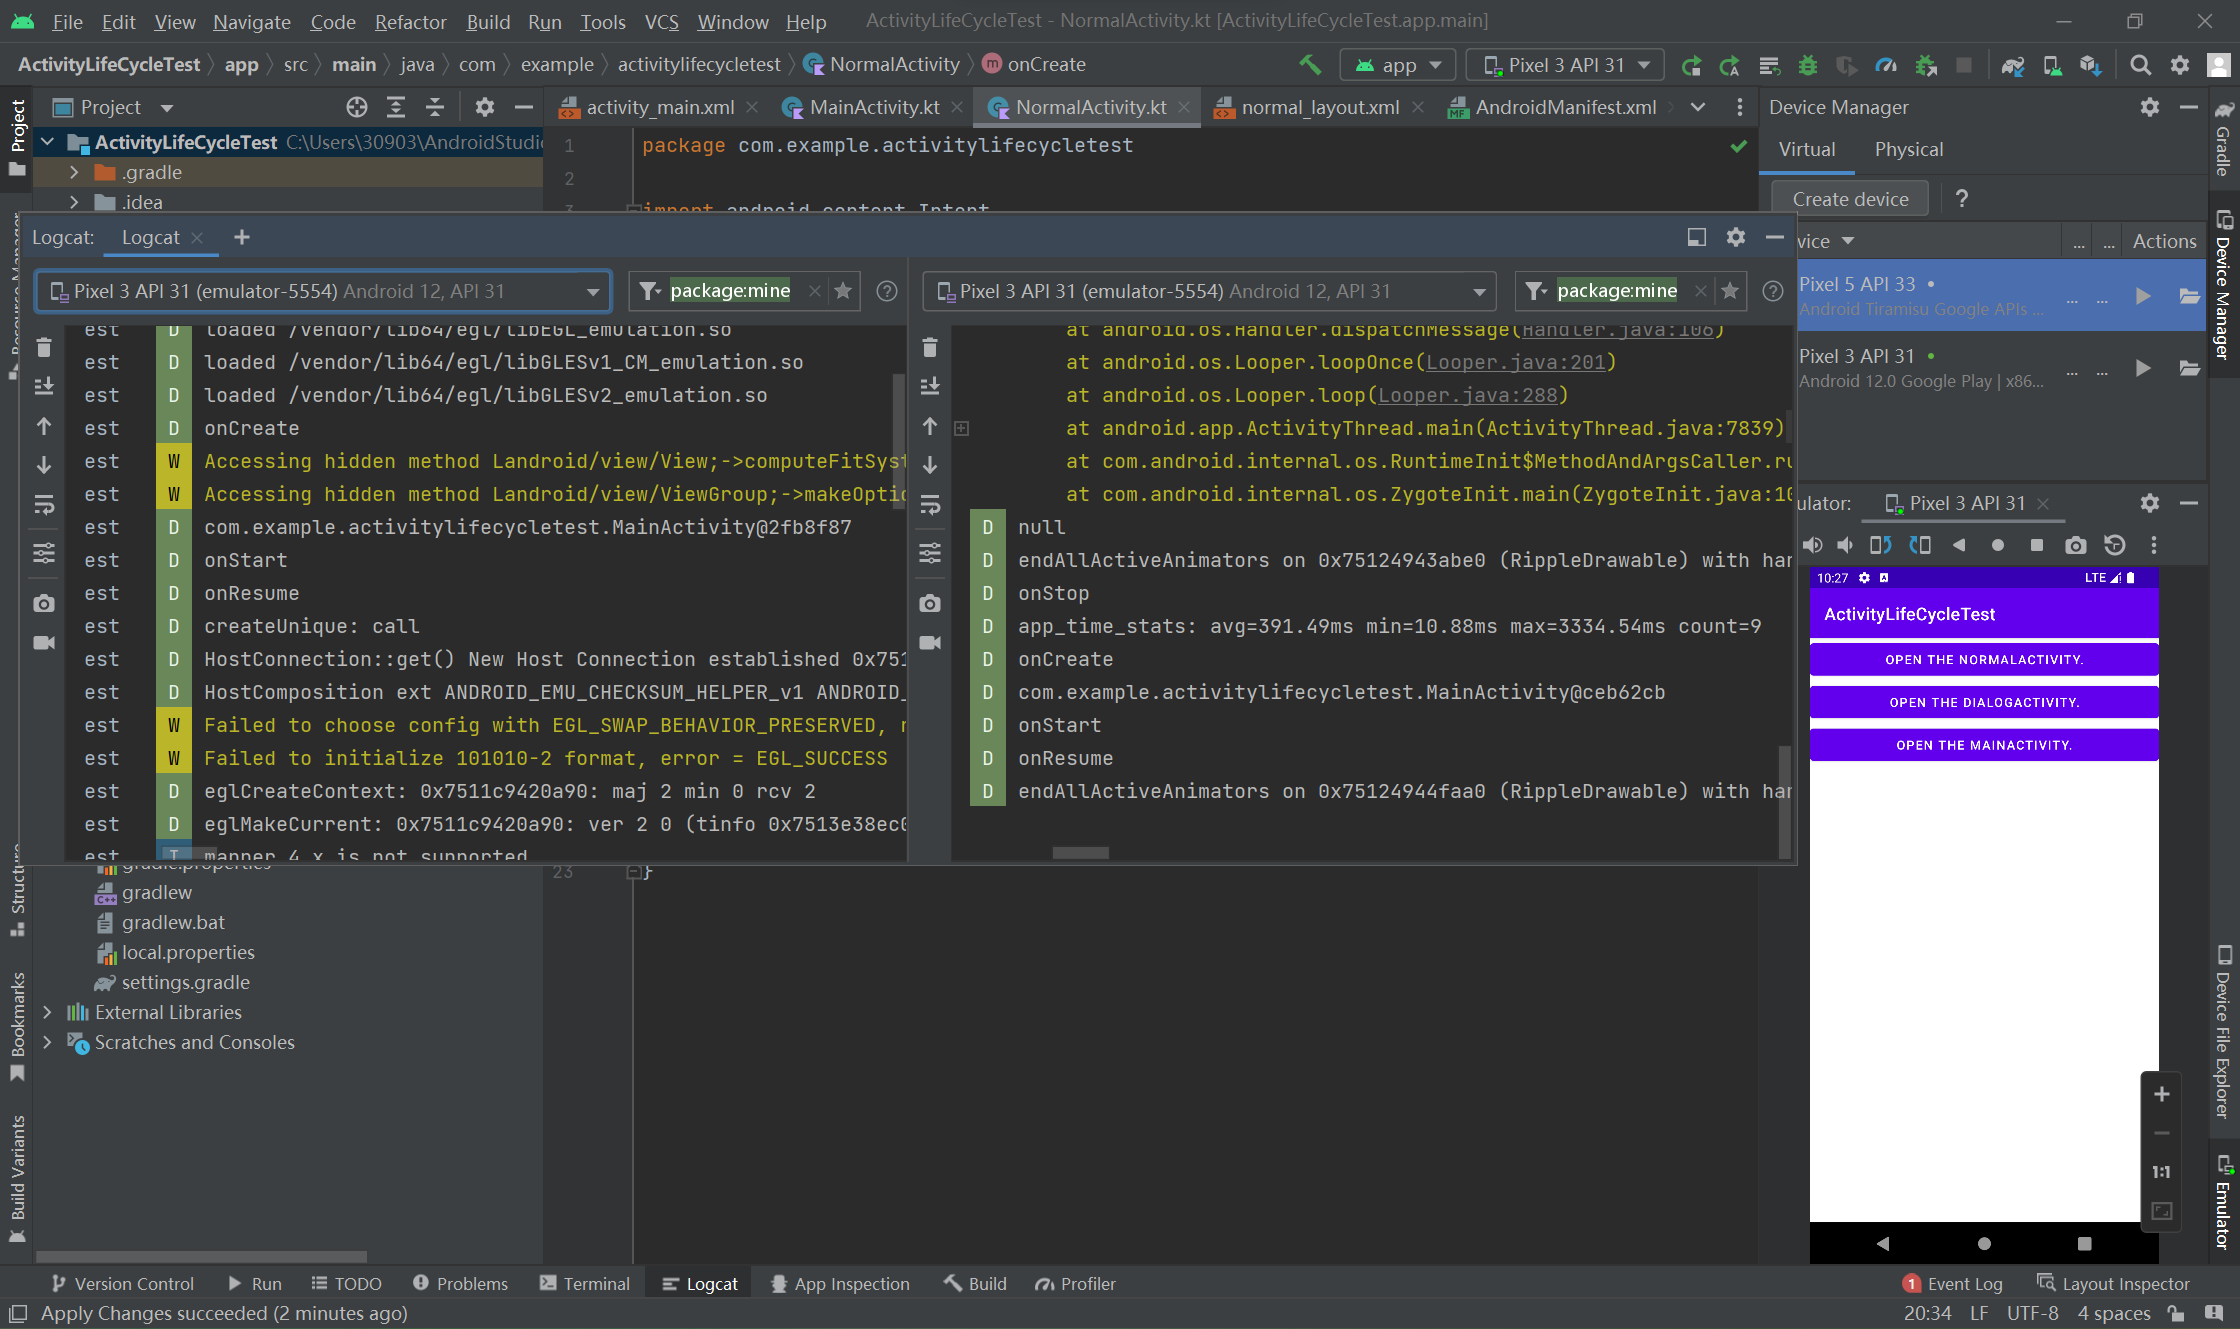 File Edit View Navigate Code Refactor Build Run Tools VCS Window Help ActivityLifeCycleTest - NormalActivity.kt [ActivityLifeCycleTest.app.main]
ActivityLifeCycleTest app src main java com example activitylifecycletest NormalActivity onCreate app Pixel 3 API 31
Project
Project activity_main.xml MainActivity.kt NormalActivity.kt normal_layout.xml AndroidManifest.xml Device Manager
Gradle
ActivityLifeCycleTest C:\Users\30903\AndroidStudi
1 package com.example.activitylifecycletest
Virtual Physical
.gradle
2
.idea
3 import android.content.Intent
Create device ?
Logcat: Logcat
vice ... ... Actions
Device Manager
Pixel 3 API 31 (emulator-5554) Android 12, API 31 package:mine
Pixel 3 API 31 (emulator-5554) Android 12, API 31 package:mine
Pixel 5 API 33
Android Tiramisu Google APIs ...
... ...
Pixel 3 API 31
Android 12.0 Google Play | x86...
... ...
est D loaded /vendor/lib64/egl/libEGL_emulation.so
est D loaded /vendor/lib64/egl/libGLESv1_CM_emulation.so
est D loaded /vendor/lib64/egl/libGLESv2_emulation.so
est D onCreate
est W Accessing hidden method Landroid/view/View;->computeFitSyst
est W Accessing hidden method Landroid/view/ViewGroup;->makeOptio
est D com.example.activitylifecycletest.MainActivity@2fb8f87
est D onStart
est D onResume
est D createUnique: call
est D HostConnection::get() New Host Connection established 0x751
est D HostComposition ext ANDROID_EMU_CHECKSUM_HELPER_v1 ANDROID_
est W Failed to choose config with EGL_SWAP_BEHAVIOR_PRESERVED, r
est W Failed to initialize 101010-2 format, error = EGL_SUCCESS
est D eglCreateContext: 0x7511c9420a90: maj 2 min 0 rcv 2
est D eglMakeCurrent: 0x7511c9420a90: ver 2 0 (tinfo 0x7513e38ec0
est I mapper 4.x is not supported
at android.os.Handler.dispatchMessage(Handler.java:106)
at android.os.Looper.loopOnce(Looper.java:201)
at android.os.Looper.loop(Looper.java:288)
at android.app.ActivityThread.main(ActivityThread.java:7839)
at com.android.internal.os.RuntimeInit$MethodAndArgsCaller.ru
at com.android.internal.os.ZygoteInit.main(ZygoteInit.java:10
D null
D endAllActiveAnimators on 0x75124943abe0 (RippleDrawable) with har
D onStop
D app_time_stats: avg=391.49ms min=10.88ms max=3334.54ms count=9
D onCreate
D com.example.activitylifecycletest.MainActivity@ceb62cb
D onStart
D onResume
D endAllActiveAnimators on 0x75124944faa0 (RippleDrawable) with har
ulator: Pixel 3 API 31
10:27 LTE
ActivityLifeCycleTest
OPEN THE NORMALACTIVITY.
OPEN THE DIALOGACTIVITY.
OPEN THE MAINACTIVITY.
1:1
gradle.properties
23 }
gradlew
gradlew.bat
local.properties
settings.gradle
External Libraries
Scratches and Consoles
Resource Manager
Structure
Bookmarks
Build Variants
Device File Explorer
Emulator
Version Control Run TODO Problems Terminal Logcat App Inspection Build Profiler 1 Event Log Layout Inspector
Apply Changes succeeded (2 minutes ago) 20:34 LF UTF-8 4 spaces